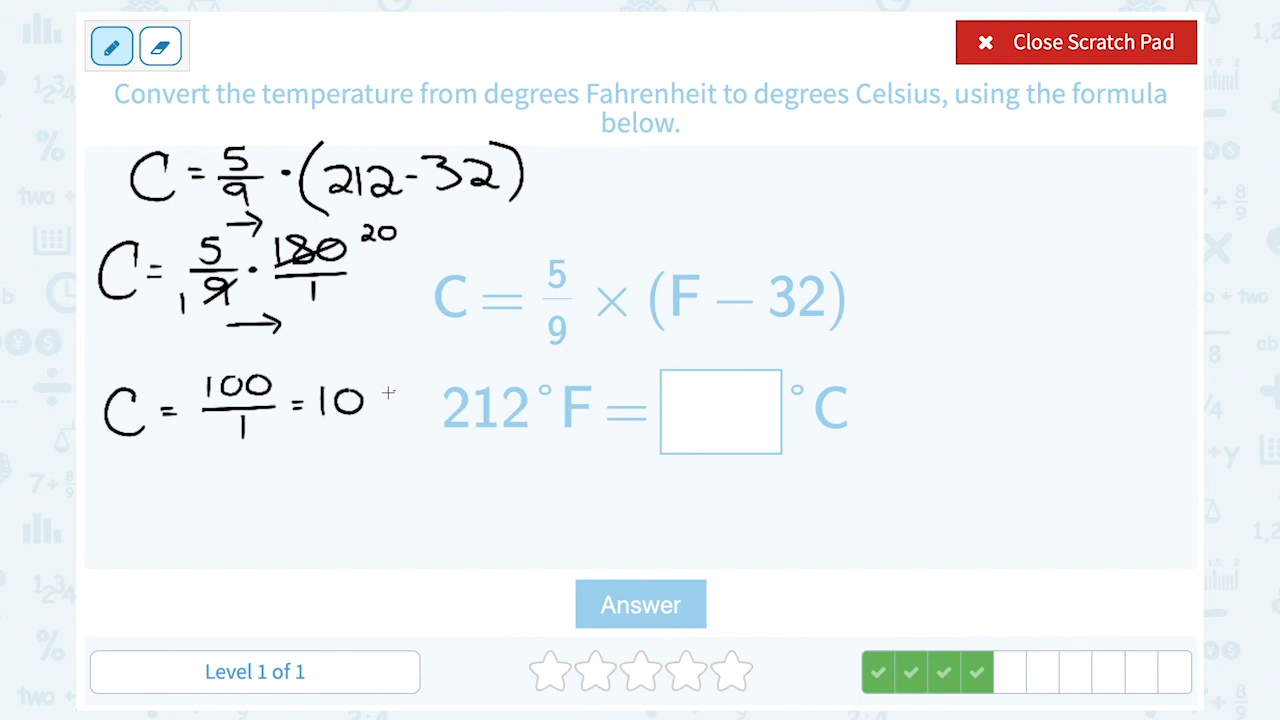 ✖ Close Scratch Pad
Convert the temperature from degrees Fahrenheit to degrees Celsius, using the formula
below.
C = 5/9 · (212 - 32)
C = 5/9 · 180/1 20 1
C = 100/1 = 10
C = 5/9 × (F − 32)
212°F = °C
Answer
Level 1 of 1